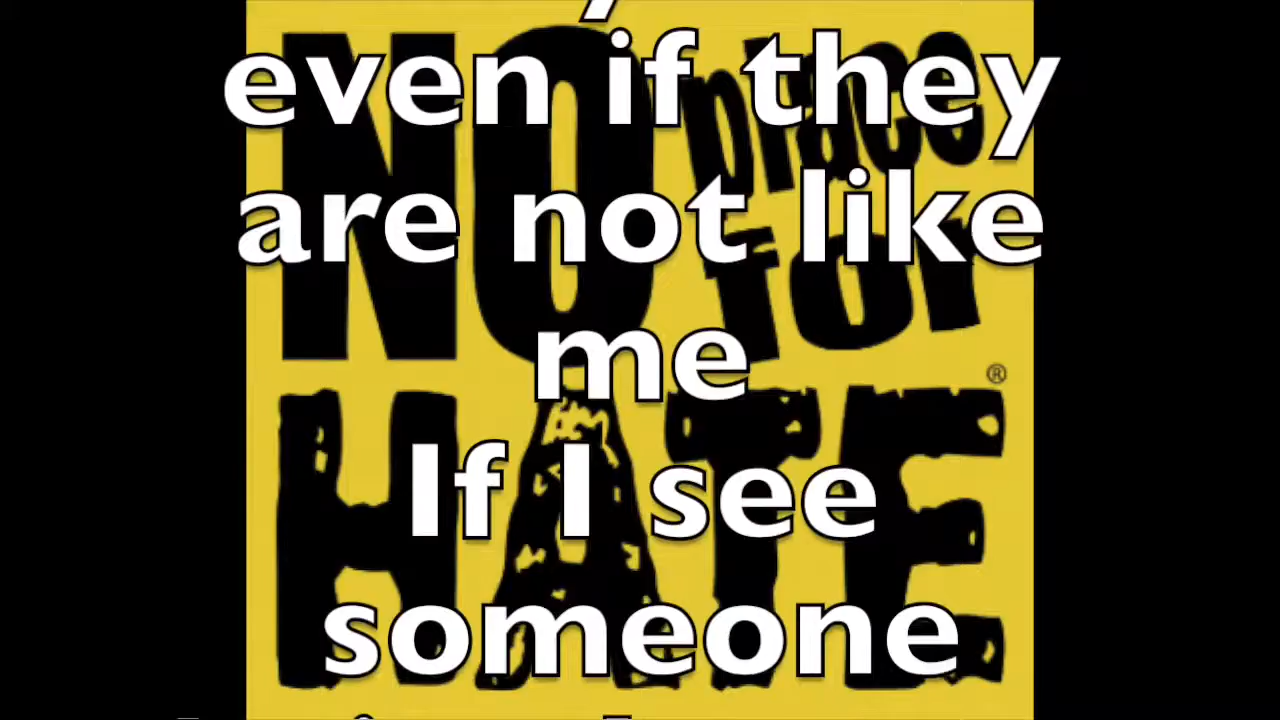 even if they
are not like
me
If I see
someone
NO place
for
HATE
®